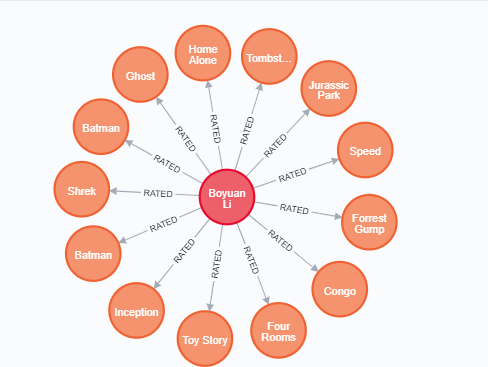 Home
Alone
Tombst...
Ghost
Jurassic
Park
RATED
RATED
RATED
RATED
Batman
Speed
RATED
RATED
Shrek
RATED
Boyuan
Li
RATED
Forrest
Gump
RATED
RATED
Batman
RATED
RATED
RATED
Congo
Inception
Four
Rooms
Toy Story